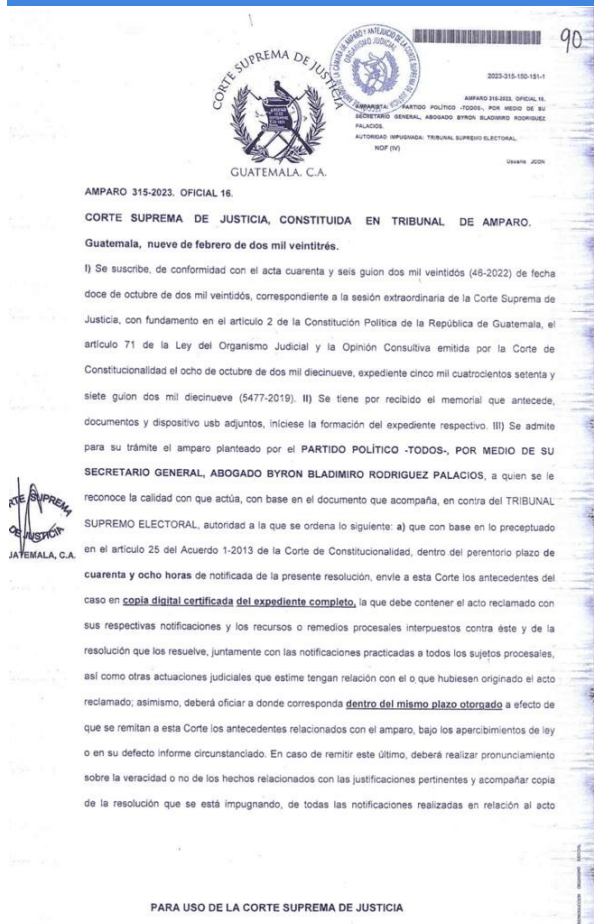 90
CORTE SUPREMA DE JUSTICIA
GUATEMALA, C.A.
ORGANISMO JUDICIAL
2023-315-150-151-1
AMPARO 315-2023. OFICIAL 16.
AMPARISTA: PARTIDO POLÍTICO -TODOS-, POR MEDIO DE SU
SECRETARIO GENERAL, ABOGADO BYRON BLADIMIRO RODRIGUEZ
PALACIOS.
AUTORIDAD IMPUGNADA: TRIBUNAL SUPREMO ELECTORAL.
NOF (IV)
Usuario JCON
AMPARO 315-2023. OFICIAL 16.
CORTE SUPREMA DE JUSTICIA, CONSTITUIDA EN TRIBUNAL DE AMPARO.
Guatemala, nueve de febrero de dos mil veintitrés.
I) Se suscribe, de conformidad con el acta cuarenta y seis guion dos mil veintidós (46-2022) de fecha
doce de octubre de dos mil veintidós, correspondiente a la sesión extraordinaria de la Corte Suprema de
Justicia, con fundamento en el artículo 2 de la Constitución Política de la República de Guatemala, el
artículo 71 de la Ley del Organismo Judicial y la Opinión Consultiva emitida por la Corte de
Constitucionalidad el ocho de octubre de dos mil diecinueve, expediente cinco mil cuatrocientos setenta y
siete guion dos mil diecinueve (5477-2019). II) Se tiene por recibido el memorial que antecede,
documentos y dispositivo usb adjuntos, iníciese la formación del expediente respectivo. III) Se admite
para su trámite el amparo planteado por el PARTIDO POLÍTICO -TODOS-, POR MEDIO DE SU
SECRETARIO GENERAL, ABOGADO BYRON BLADIMIRO RODRIGUEZ PALACIOS, a quien se le
reconoce la calidad con que actúa, con base en el documento que acompaña, en contra del TRIBUNAL
SUPREMO ELECTORAL, autoridad a la que se ordena lo siguiente: a) que con base en lo preceptuado
en el artículo 25 del Acuerdo 1-2013 de la Corte de Constitucionalidad, dentro del perentorio plazo de
cuarenta y ocho horas de notificada de la presente resolución, envíe a esta Corte los antecedentes del
caso en copia digital certificada del expediente completo, la que debe contener el acto reclamado con
sus respectivas notificaciones y los recursos o remedios procesales interpuestos contra éste y de la
resolución que los resuelve, juntamente con las notificaciones practicadas a todos los sujetos procesales,
así como otras actuaciones judiciales que estime tengan relación con el o que hubiesen originado el acto
reclamado; asimismo, deberá oficiar a donde corresponda dentro del mismo plazo otorgado a efecto de
que se remitan a esta Corte los antecedentes relacionados con el amparo, bajo los apercibimientos de ley
o en su defecto informe circunstanciado. En caso de remitir este último, deberá realizar pronunciamiento
sobre la veracidad o no de los hechos relacionados con las justificaciones pertinentes y acompañar copia
de la resolución que se está impugnando, de todas las notificaciones realizadas en relación al acto
PARA USO DE LA CORTE SUPREMA DE JUSTICIA